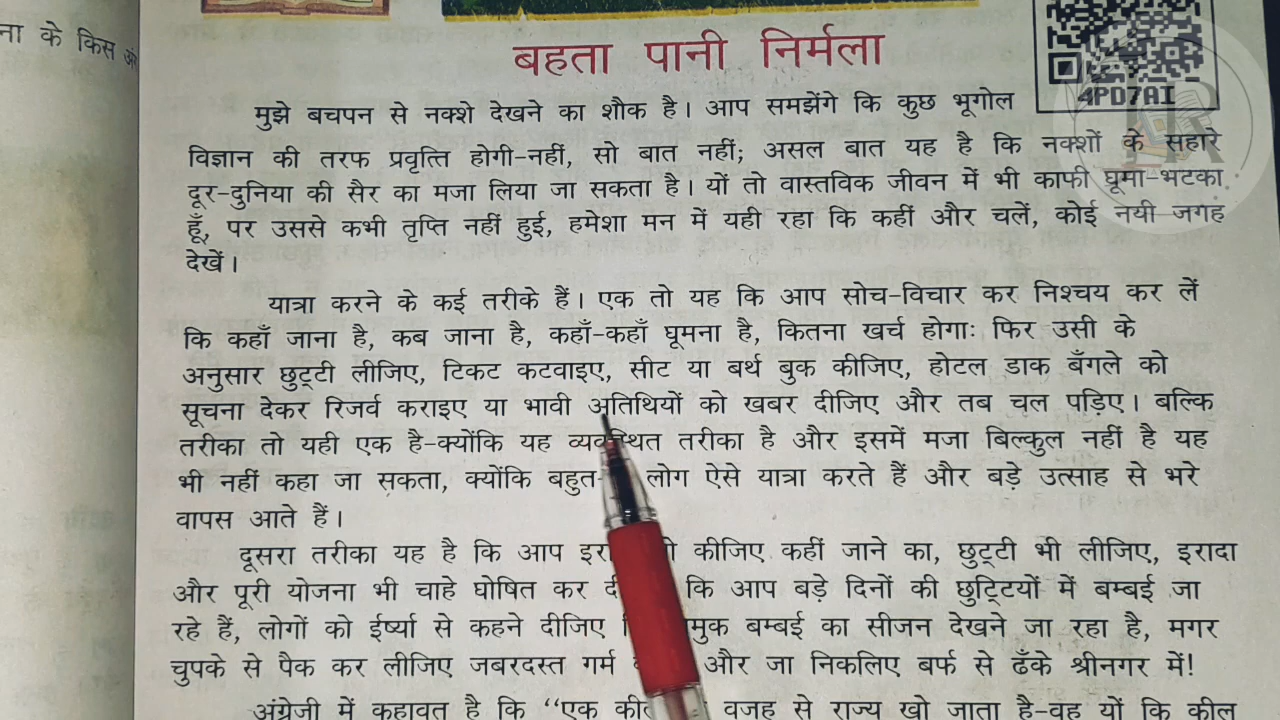 ना के किस
4PD7AI
बहता पानी निर्मला
मुझे बचपन से नक्शे देखने का शौक है। आप समझेंगे कि कुछ भूगोल
विज्ञान की तरफ प्रवृत्ति होगी-नहीं, सो बात नहीं; असल बात यह है कि नक्शों के सहारे
दूर-दुनिया की सैर का मजा लिया जा सकता है। यों तो वास्तविक जीवन में भी काफी घूमा-भटका
हूँ, पर उससे कभी तृप्ति नहीं हुई, हमेशा मन में यही रहा कि कहीं और चलें, कोई नयी जगह
देखें।
यात्रा करने के कई तरीके हैं। एक तो यह कि आप सोच-विचार कर निश्चय कर लें
कि कहाँ जाना है, कब जाना है, कहाँ-कहाँ घूमना है, कितना खर्च होगाः फिर उसी के
अनुसार छुट्टी लीजिए, टिकट कटवाइए, सीट या बर्थ बुक कीजिए, होटल डाक बँगले को
सूचना देकर रिजर्व कराइए या भावी अतिथियों को खबर दीजिए और तब चल पड़िए। बल्कि
तरीका तो यही एक है-क्योंकि यह व्यवस्थित तरीका है और इसमें मजा बिल्कुल नहीं है यह
भी नहीं कहा जा सकता, क्योंकि बहुत- लोग ऐसे यात्रा करते हैं और बड़े उत्साह से भरे
वापस आते हैं।
दूसरा तरीका यह है कि आप कीजिए कहीं जाने का, छुट्टी भी लीजिए, इरादा
और पूरी योजना भी चाहे घोषित कर कि आप बड़े दिनों की छुट्टियों में बम्बई जा
रहे हैं, लोगों को ईर्ष्या से कहने दीजिए बम्बई का सीजन देखने जा रहा है, मगर
चुपके से पैक कर लीजिए जबरदस्त गर्म और जा निकलिए बर्फ से ढँके श्रीनगर में!
अंग्रेजी में कहावत है कि “एक वजह से राज्य खो जाता है-वह यों कि कील